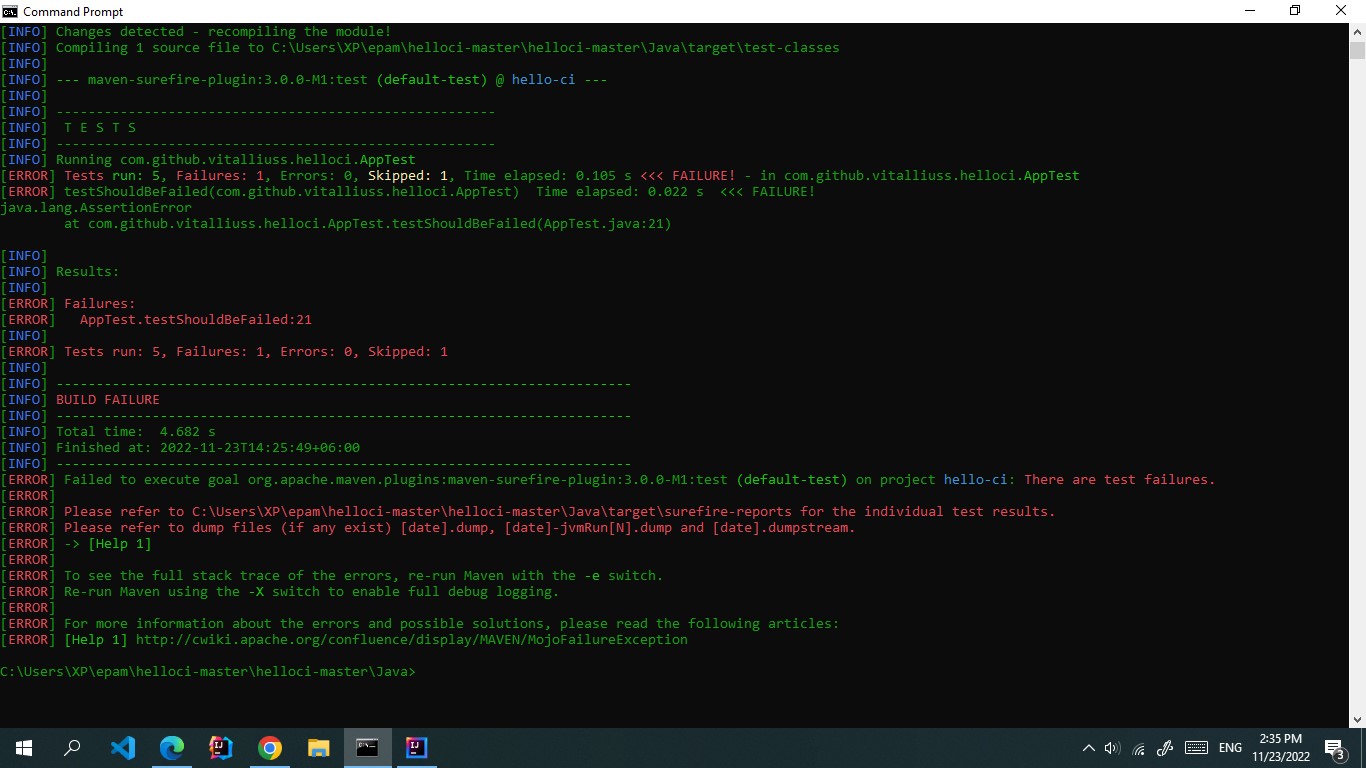 Command Prompt
[INFO] Changes detected - recompiling the module!
[INFO] Compiling 1 source file to C:\Users\XP\epam\helloci-master\helloci-master\Java\target\test-classes
[INFO]
[INFO] --- maven-surefire-plugin:3.0.0-M1:test (default-test) @ hello-ci ---
[INFO]
[INFO] -------------------------------------------------------
[INFO]  T E S T S
[INFO] -------------------------------------------------------
[INFO] Running com.github.vitalliuss.helloci.AppTest
[ERROR] Tests run: 5, Failures: 1, Errors: 0, Skipped: 1, Time elapsed: 0.105 s <<< FAILURE! - in com.github.vitalliuss.helloci.AppTest
[ERROR] testShouldBeFailed(com.github.vitalliuss.helloci.AppTest)  Time elapsed: 0.022 s  <<< FAILURE!
java.lang.AssertionError
        at com.github.vitalliuss.helloci.AppTest.testShouldBeFailed(AppTest.java:21)
[INFO]
[INFO] Results:
[INFO]
[ERROR] Failures:
[ERROR]   AppTest.testShouldBeFailed:21
[INFO]
[ERROR] Tests run: 5, Failures: 1, Errors: 0, Skipped: 1
[INFO]
[INFO] ------------------------------------------------------------------------
[INFO] BUILD FAILURE
[INFO] ------------------------------------------------------------------------
[INFO] Total time:  4.682 s
[INFO] Finished at: 2022-11-23T14:25:49+06:00
[INFO] ------------------------------------------------------------------------
[ERROR] Failed to execute goal org.apache.maven.plugins:maven-surefire-plugin:3.0.0-M1:test (default-test) on project hello-ci: There are test failures.
[ERROR]
[ERROR] Please refer to C:\Users\XP\epam\helloci-master\helloci-master\Java\target\surefire-reports for the individual test results.
[ERROR] Please refer to dump files (if any exist) [date].dump, [date]-jvmRun[N].dump and [date].dumpstream.
[ERROR] -> [Help 1]
[ERROR]
[ERROR] To see the full stack trace of the errors, re-run Maven with the -e switch.
[ERROR] Re-run Maven using the -X switch to enable full debug logging.
[ERROR]
[ERROR] For more information about the errors and possible solutions, please read the following articles:
[ERROR] [Help 1] http://cwiki.apache.org/confluence/display/MAVEN/MojoFailureException
C:\Users\XP\epam\helloci-master\helloci-master\Java>
ENG
2:35 PM
11/23/2022
3